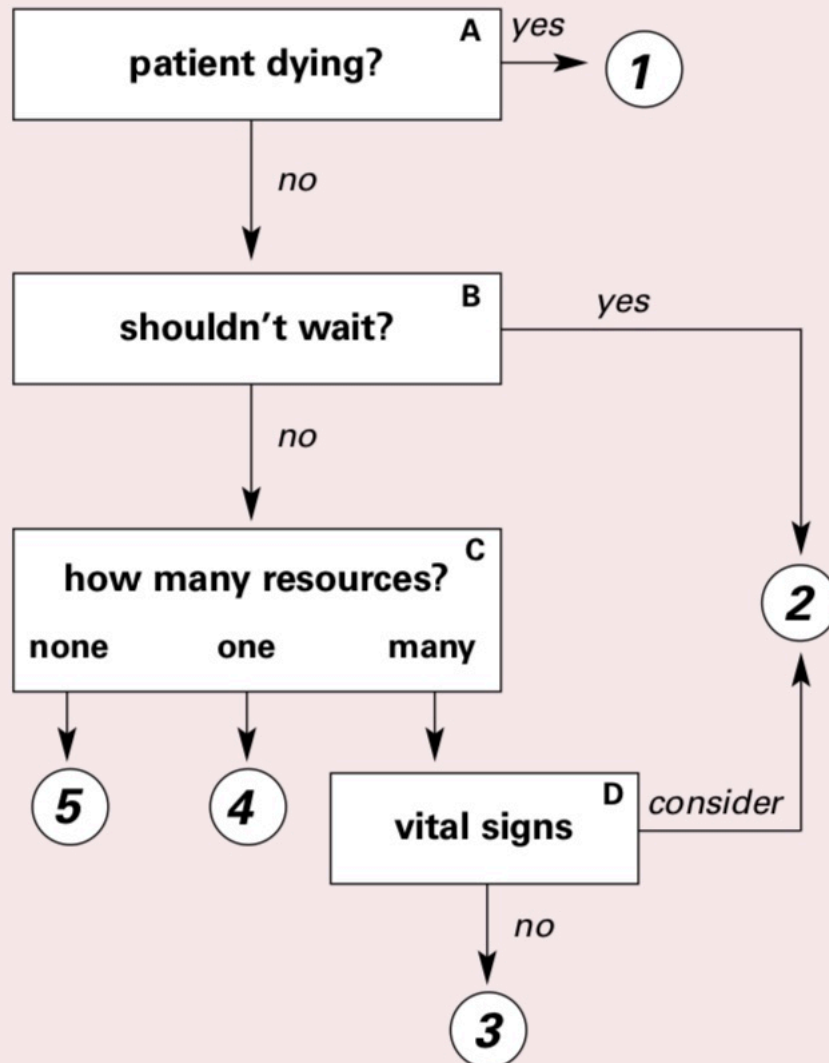 A
patient dying?
yes
1
no
B
shouldn't wait?
yes
no
C
how many resources?
none one many
2
5
4
D
vital signs
consider
no
3